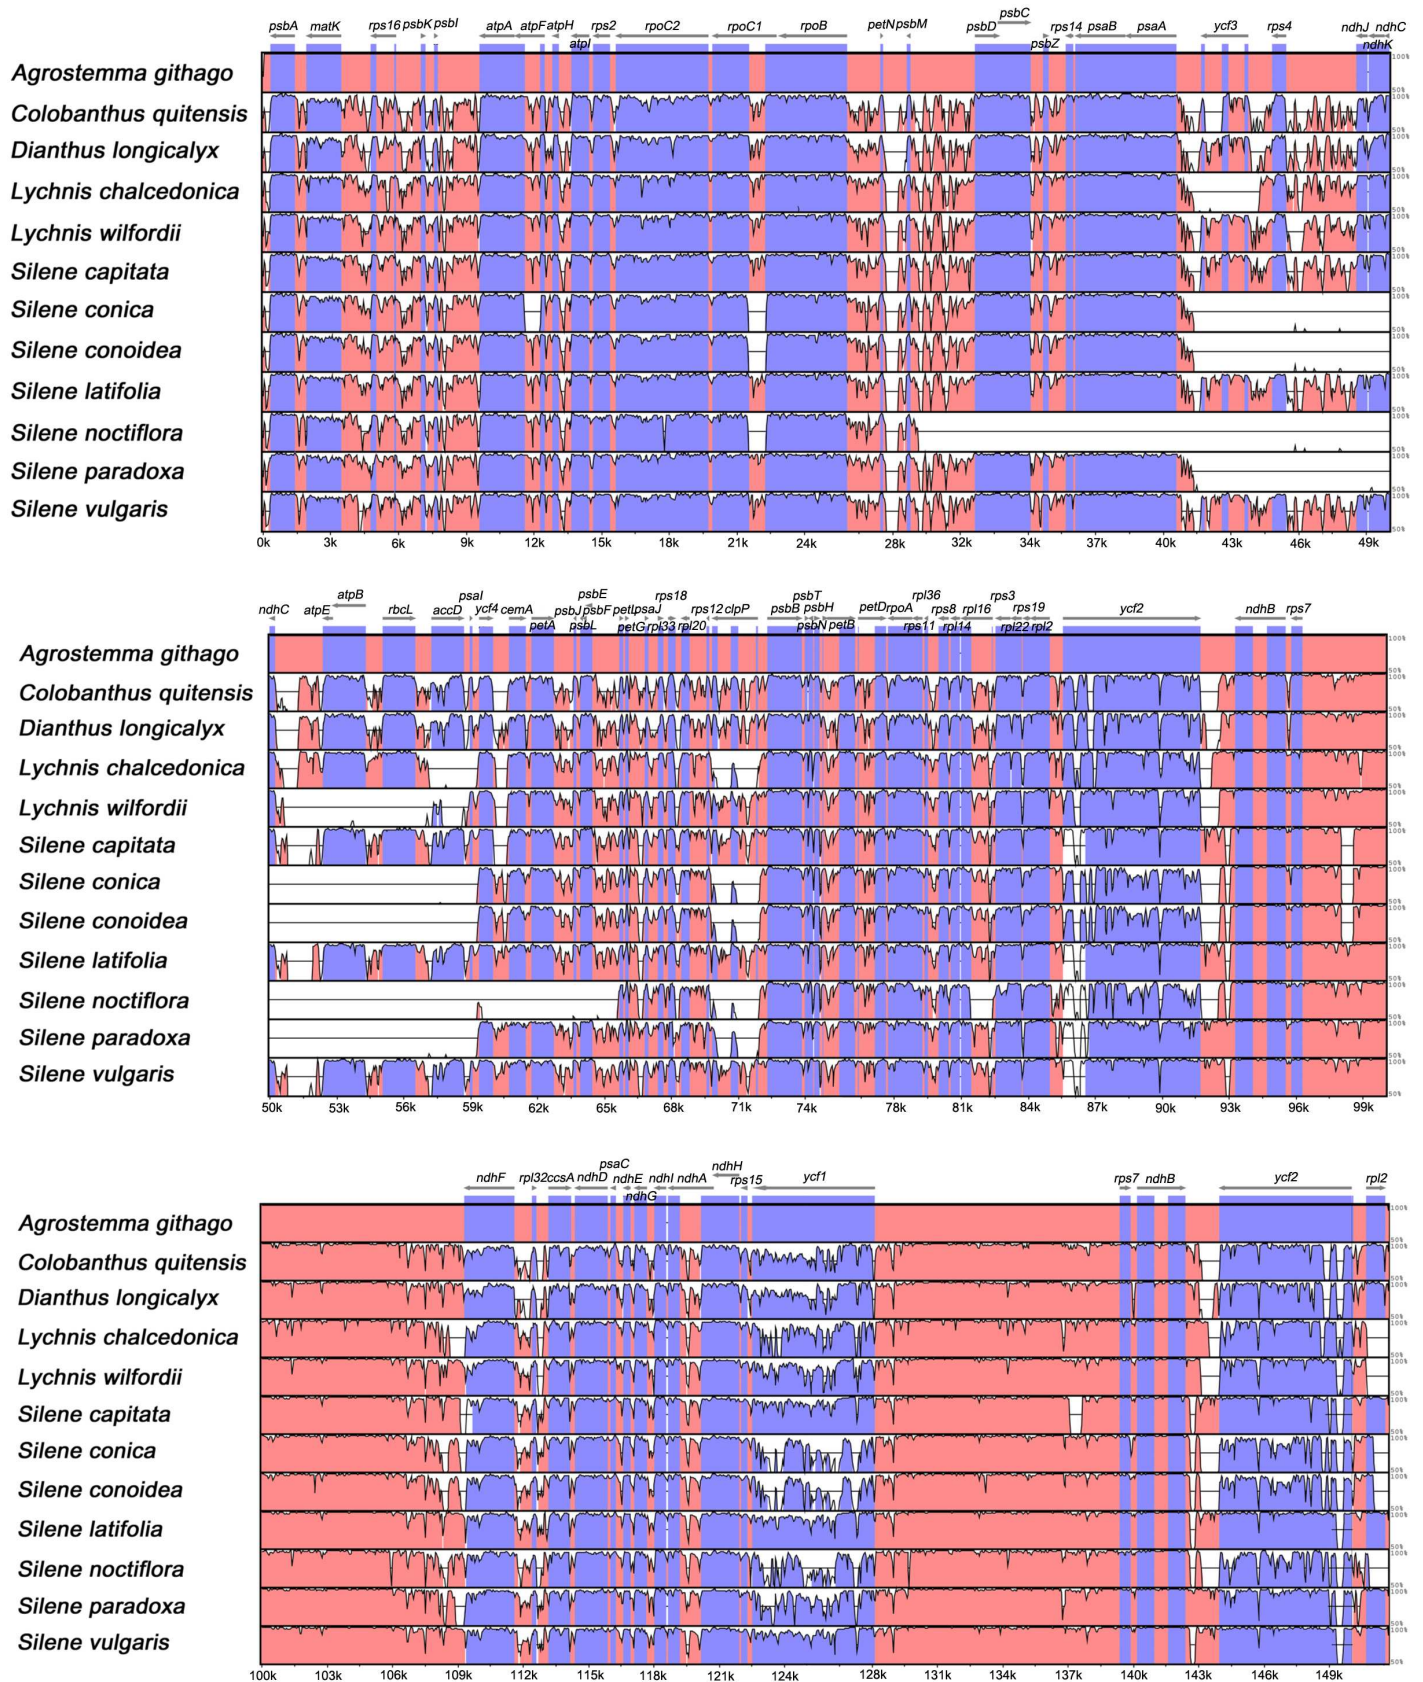 psbC
psbA matK rps16 psbK psbI atpA atpF atpH rps2 rpoC2 rpoC1 rpoB petN psbM psbD rps14 psaB psaA ycf3 rps4 ndhJ ndhC
atpI psbZ ndhK
Agrostemma githago
Colobanthus quitensis
Dianthus longicalyx
Lychnis chalcedonica
Lychnis wilfordii
Silene capitata
Silene conica
Silene conoidea
Silene latifolia
Silene noctiflora
Silene paradoxa
Silene vulgaris
0k 3k 6k 9k 12k 15k 18k 21k 24k 28k 32k 34k 37k 40k 43k 46k 49k
atpB psaI psbE rps18 psbT rpl36 rps3
ndhC atpE rbcL accD ycf4 cemA psbJ psbF petL psaJ rps12 clpP psbB psbH petD rpoA rps8 rpl16 rps19 ycf2 ndhB rps7
petA psbL petG rpl33 rpl20 psbN petB rps11 rpl14 rpl22 rpl2
Agrostemma githago
Colobanthus quitensis
Dianthus longicalyx
Lychnis chalcedonica
Lychnis wilfordii
Silene capitata
Silene conica
Silene conoidea
Silene latifolia
Silene noctiflora
Silene paradoxa
Silene vulgaris
50k 53k 56k 59k 62k 65k 68k 71k 74k 78k 81k 84k 87k 90k 93k 96k 99k
psaC ndhH
ndhF rpl32 ccsA ndhD ndhE ndhI ndhA rps15 ycf1 rps7 ndhB ycf2 rpl2
ndhG
Agrostemma githago
Colobanthus quitensis
Dianthus longicalyx
Lychnis chalcedonica
Lychnis wilfordii
Silene capitata
Silene conica
Silene conoidea
Silene latifolia
Silene noctiflora
Silene paradoxa
Silene vulgaris
100k 103k 106k 109k 112k 115k 118k 121k 124k 128k 131k 134k 137k 140k 143k 146k 149k